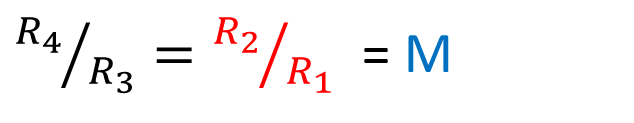 R₄/R₃ = R₂/R₁ = M